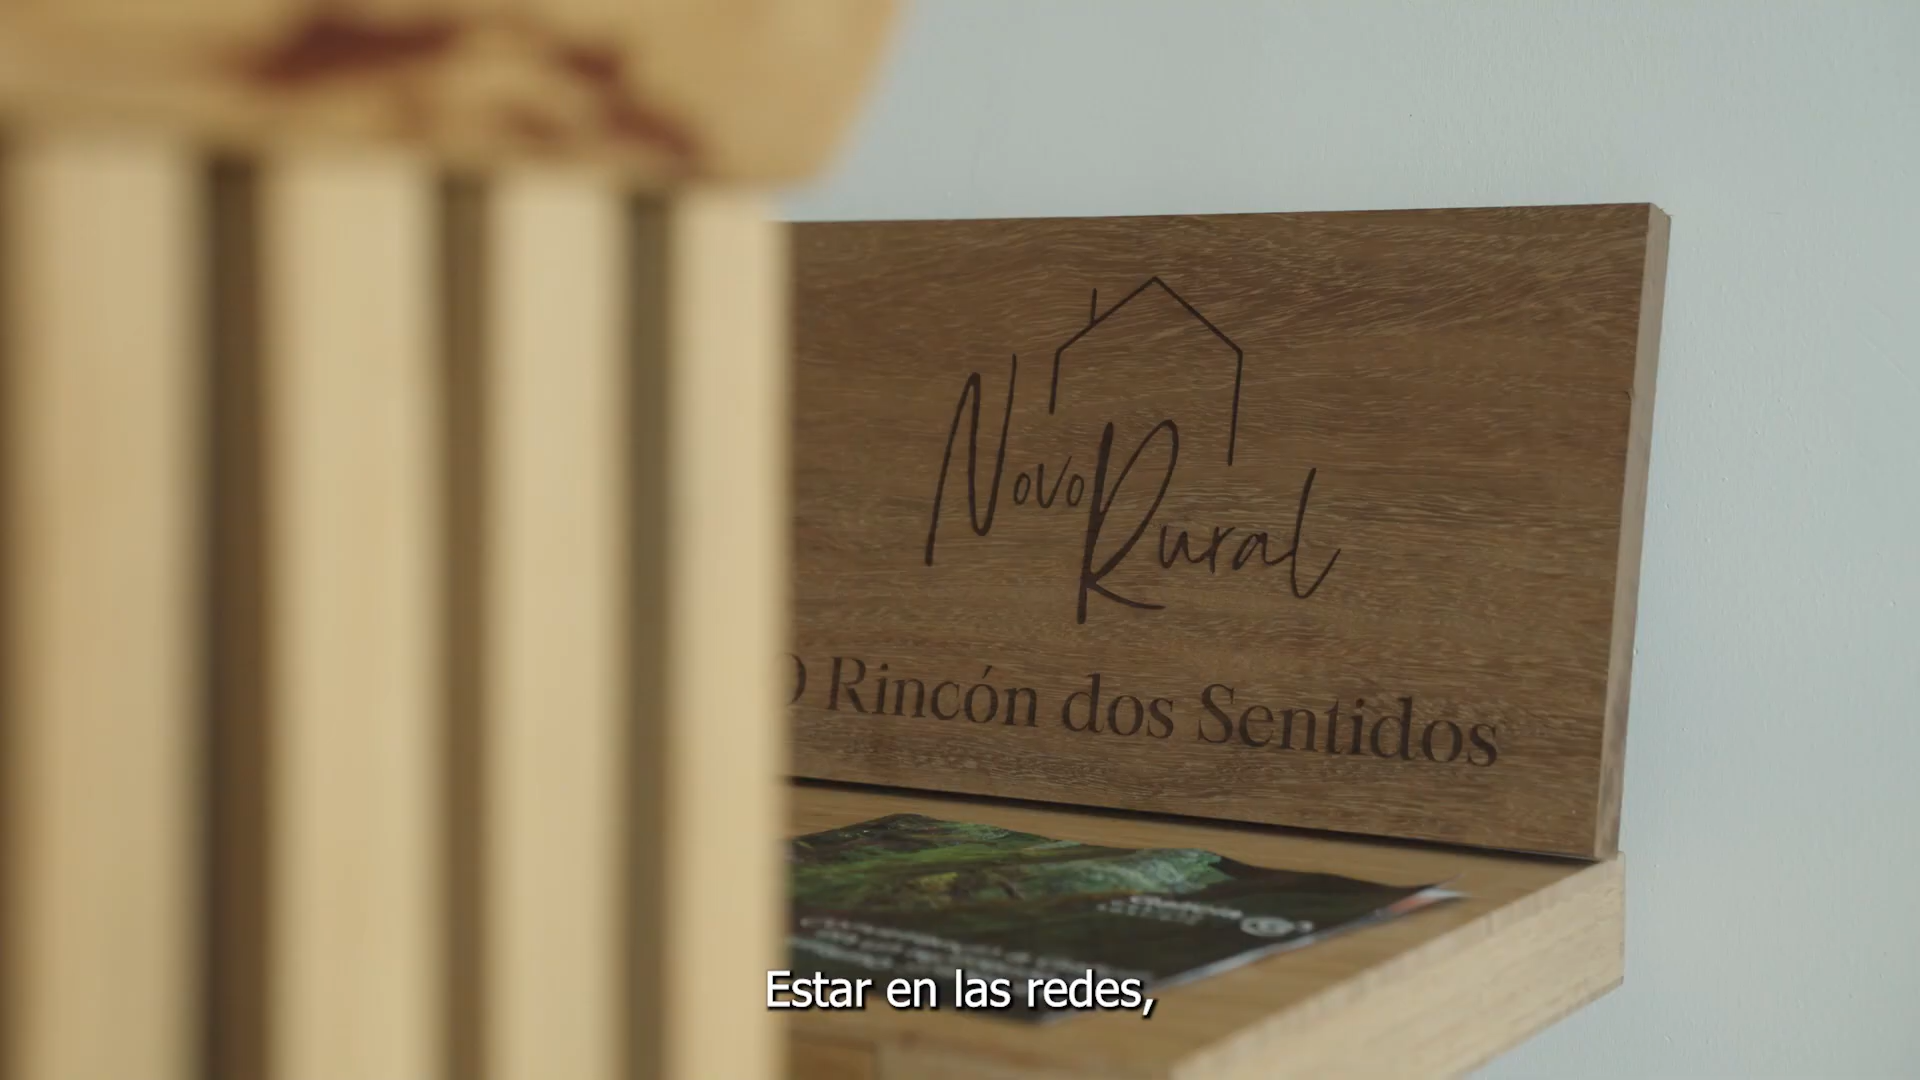 Novo
Rural
O Rincón dos Sentidos
Estar en las redes,